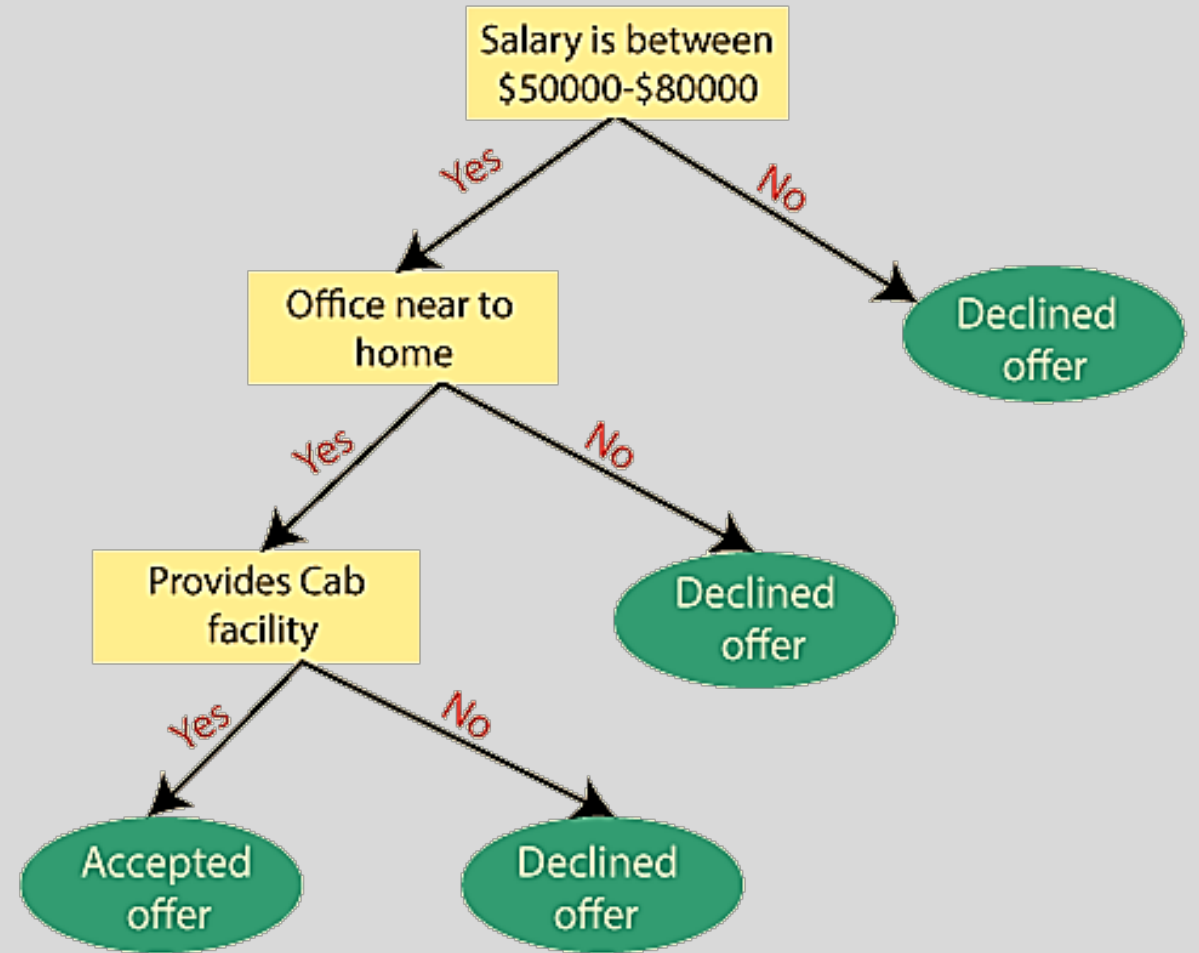 Salary is between
$50000-$80000
Yes
No
Office near to
home
Declined
offer
Yes
No
Provides Cab
facility
Declined
offer
Yes
No
Accepted
offer
Declined
offer